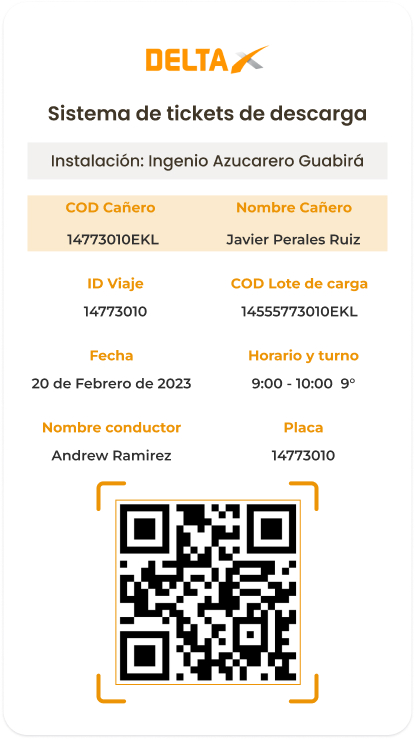 DELTA X
Sistema de tickets de descarga
Instalación: Ingenio Azucarero Guabirá
COD Cañero Nombre Cañero
14773010EKL Javier Perales Ruiz
ID Viaje COD Lote de carga
14773010 14555773010EKL
Fecha Horario y turno
20 de Febrero de 2023 9:00 - 10:00 9°
Nombre conductor Placa
Andrew Ramirez 14773010